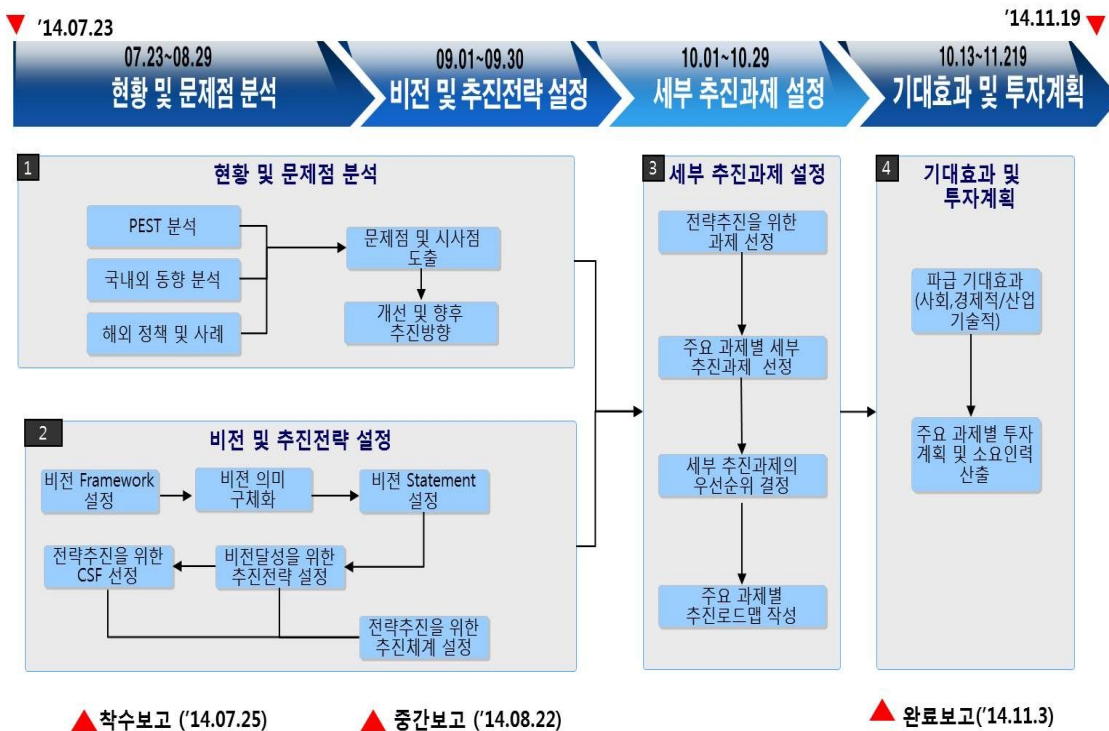 '14.07.23
'14.11.19
07.23~08.29
현황 및 문제점 분석
09.01~09.30
비전 및 추진전략 설정
10.01~10.29
세부 추진과제 설정
10.13~11.219
기대효과 및 투자계획
1
현황 및 문제점 분석
PEST 분석
국내외 동향 분석
해외 정책 및 사례
문제점 및 시사점
도출
개선 및 향후
추진방향
2
비전 및 추진전략 설정
비전 Framework
설정
비젼 의미
구체화
비젼 Statement
설정
전략추진을 위한
CSF 선정
비전달성을 위한
추진전략 설정
전략추진을 위한
추진체계 설정
3
세부 추진과제 설정
전략추진을 위한
과제 선정
주요 과제별 세부
추진과제 선정
세부 추진과제의
우선순위 결정
주요 과제별
추진로드맵 작성
4
기대효과 및
투자계획
파급 기대효과
(사회,경제적/산업
기술적)
주요 과제별 투자
계획 및 소요인력
산출
착수보고 ('14.07.25)
중간보고 ('14.08.22)
완료보고('14.11.3)